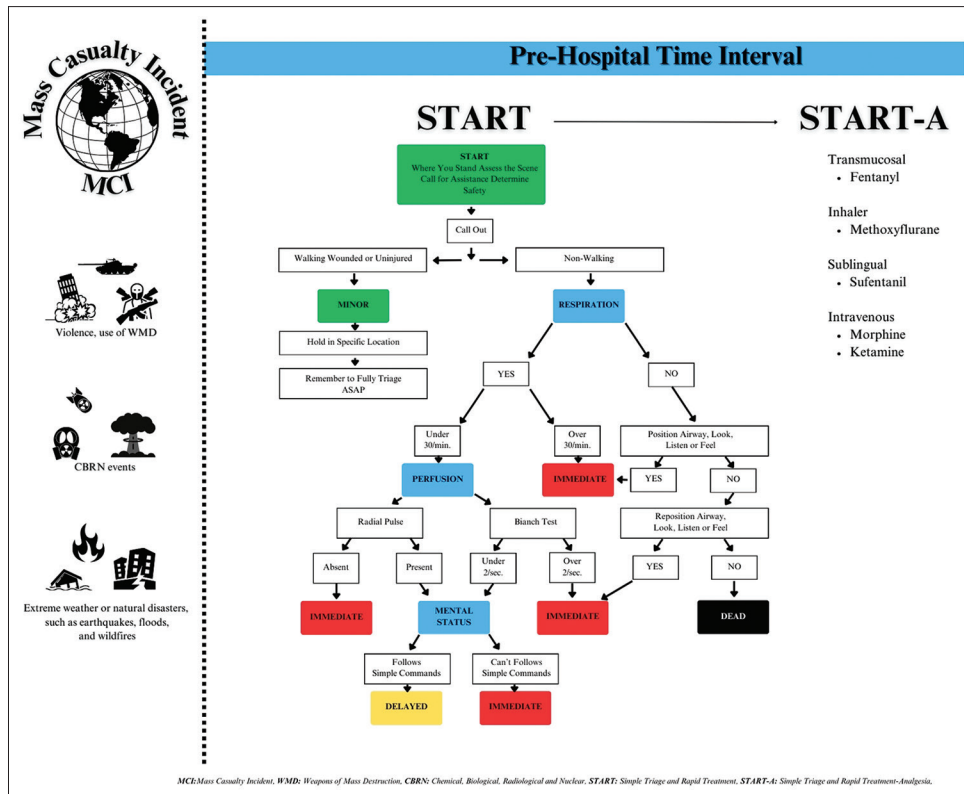 Mass Casualty Incident
MCI
Violence, use of WMD
CBRN events
Extreme weather or natural disasters,
such as earthquakes, floods,
and wildfires
Pre-Hospital Time Interval
START
START-A
START
Where You Stand Assess the Scene
Call for Assistance Determine
Safety
Call Out
Walking Wounded or Uninjured
Non-Walking
MINOR
RESPIRATION
Hold in Specific Location
Remember to Fully Triage
ASAP
YES
NO
Under
30/min.
Over
30/min.
Position Airway, Look,
Listen or Feel
PERFUSION
IMMEDIATE
YES
NO
Radial Pulse
Bianch Test
Reposition Airway,
Look, Listen or Feel
Absent
Present
Under
2/sec.
Over
2/sec.
YES
NO
IMMEDIATE
MENTAL
STATUS
IMMEDIATE
DEAD
Follows
Simple Commands
Can't Follows
Simple Commands
DELAYED
IMMEDIATE
Transmucosal
• Fentanyl
Inhaler
• Methoxyflurane
Sublingual
• Sufentanil
Intravenous
• Morphine
• Ketamine
MCI:Mass Casualty Incident, WMD: Weapons of Mass Destruction, CBRN: Chemical, Biological, Radiological and Nuclear, START: Simple Triage and Rapid Treatment, START-A: Simple Triage and Rapid Treatment-Analgesia,